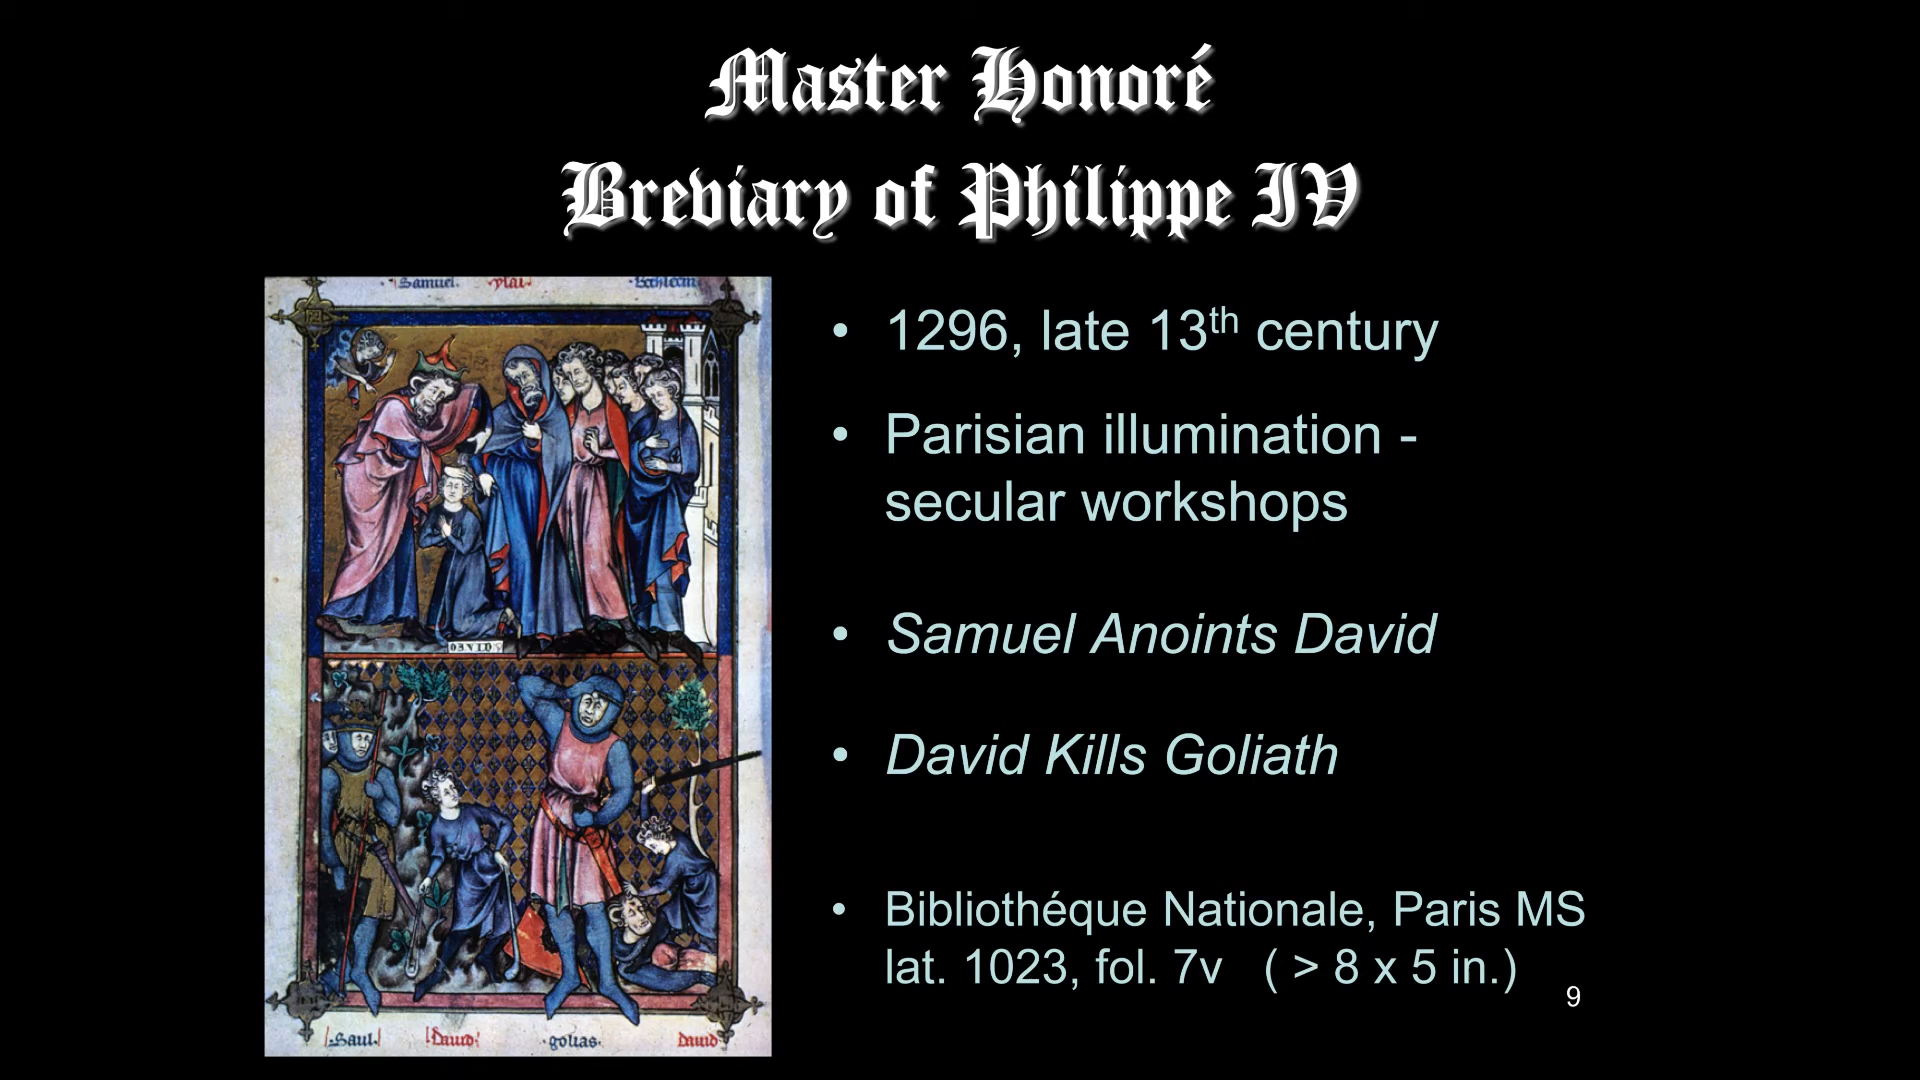 Master Honoré
Breviary of Philippe IV
·Samuel. ·ysai· ·Bethleem·
DAVID
·Saul· ·Dauid· ·golias· dauid
• 1296, late 13th century
• Parisian illumination -
secular workshops
• Samuel Anoints David
• David Kills Goliath
• Bibliothéque Nationale, Paris MS
lat. 1023, fol. 7v ( > 8 x 5 in.)
9